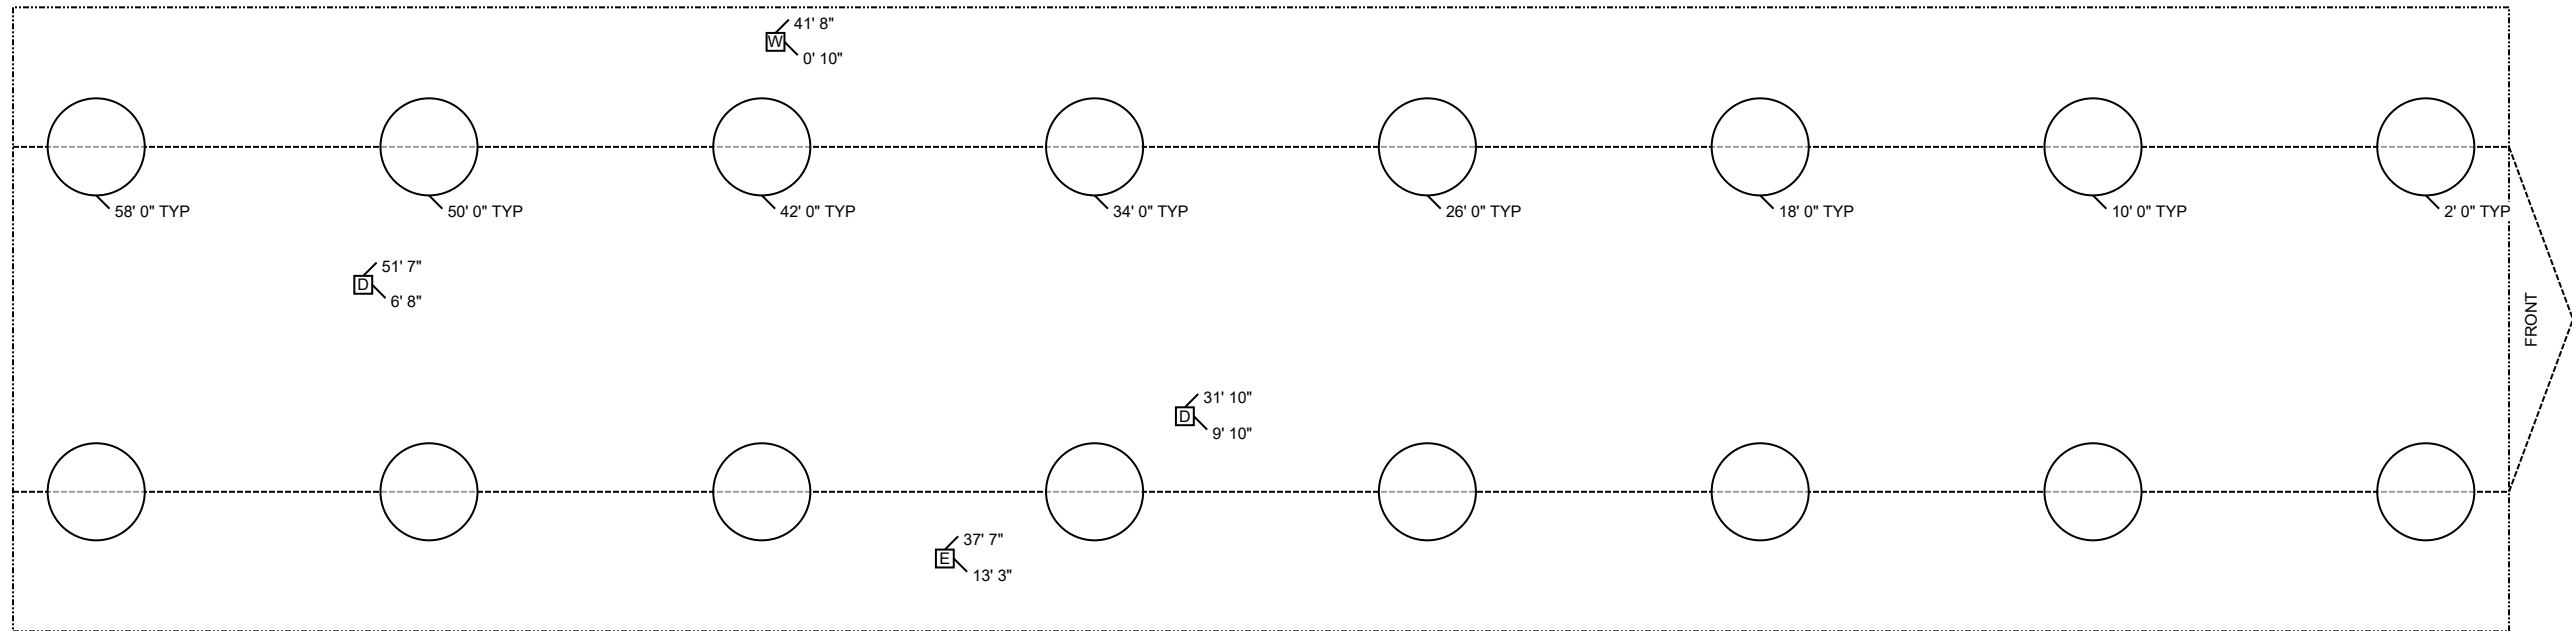 41' 8"
W
0' 10"
58' 0" TYP
50' 0" TYP
42' 0" TYP
34' 0" TYP
26' 0" TYP
18' 0" TYP
10' 0" TYP
2' 0" TYP
51' 7"
D
6' 8"
FRONT
31' 10"
D
9' 10"
37' 7"
E
13' 3"